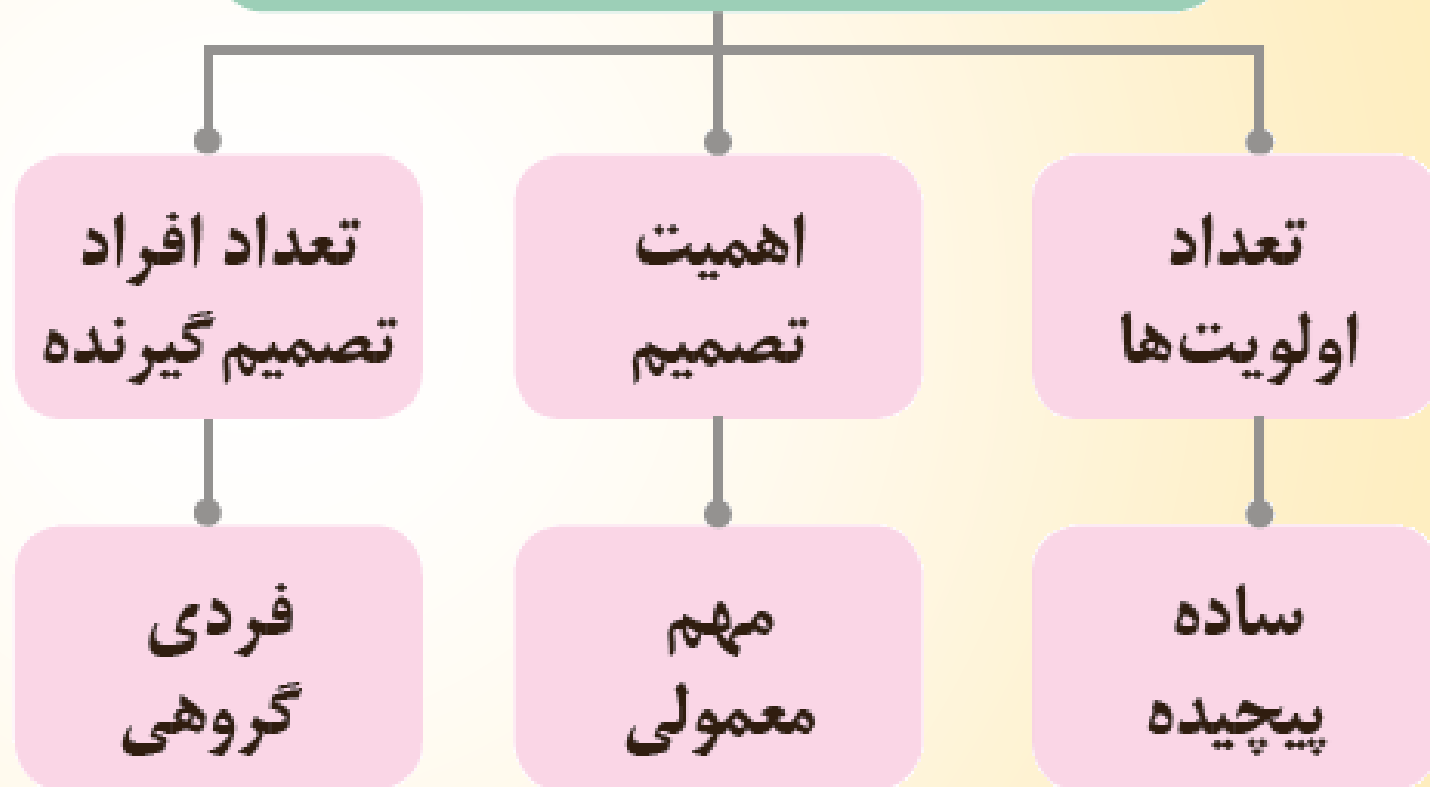 تعداد
اولویت‌ها
اهمیت
تصمیم
تعداد افراد
تصمیم گیرنده
ساده
پیچیده
مهم
معمولی
فردی
گروهی